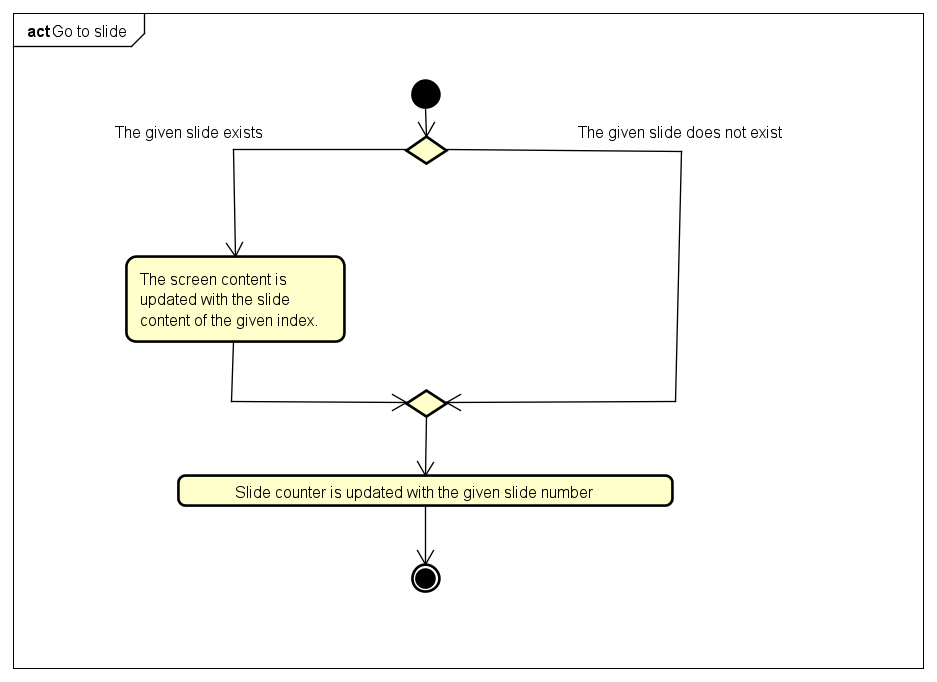 act Go to slide
The given slide exists
The given slide does not exist
The screen content is
updated with the slide
content of the given index.
Slide counter is updated with the given slide number